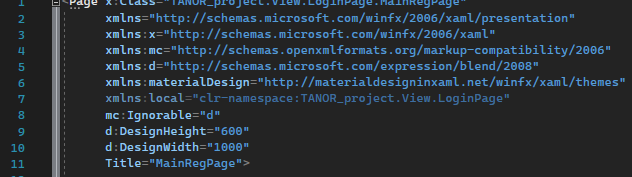 1 <Page x:Class="TANOR_project.View.LoginPage.MainRegPage"
2 xmlns="http://schemas.microsoft.com/winfx/2006/xaml/presentation"
3 xmlns:x="http://schemas.microsoft.com/winfx/2006/xaml"
4 xmlns:mc="http://schemas.openxmlformats.org/markup-compatibility/2006"
5 xmlns:d="http://schemas.microsoft.com/expression/blend/2008"
6 xmlns:materialDesign="http://materialdesigninxaml.net/winfx/xaml/themes"
7 xmlns:local="clr-namespace:TANOR_project.View.LoginPage"
8 mc:Ignorable="d"
9 d:DesignHeight="600"
10 d:DesignWidth="1000"
11 Title="MainRegPage">